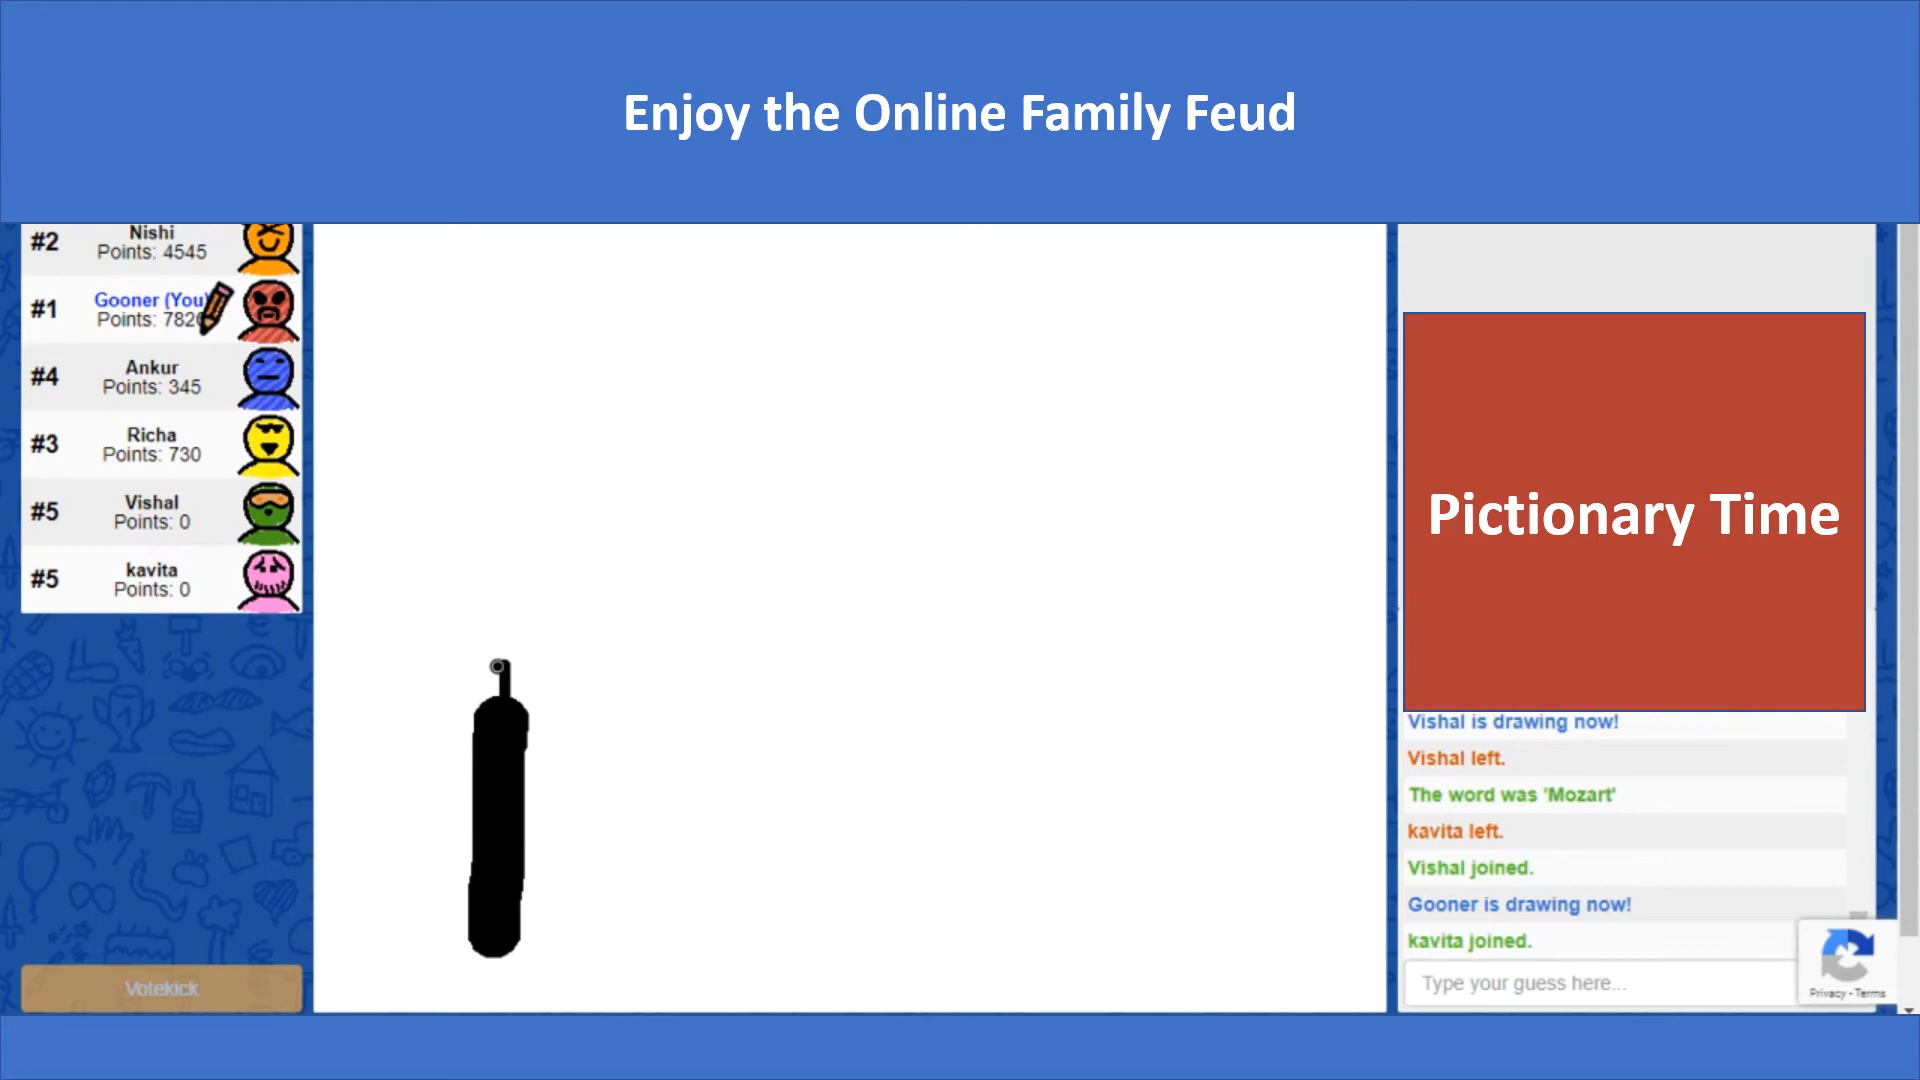 Enjoy the Online Family Feud
#2
Nishi
Points: 4545
#1
Gooner (You)
Points: 7820
#4
Ankur
Points: 345
#3
Richa
Points: 730
#5
Vishal
Points: 0
#5
kavita
Points: 0
Votekick
Pictionary Time
Vishal is drawing now!
Vishal left.
The word was 'Mozart'
kavita left.
Vishal joined.
Gooner is drawing now!
kavita joined.
Type your guess here...
Privacy - Terms